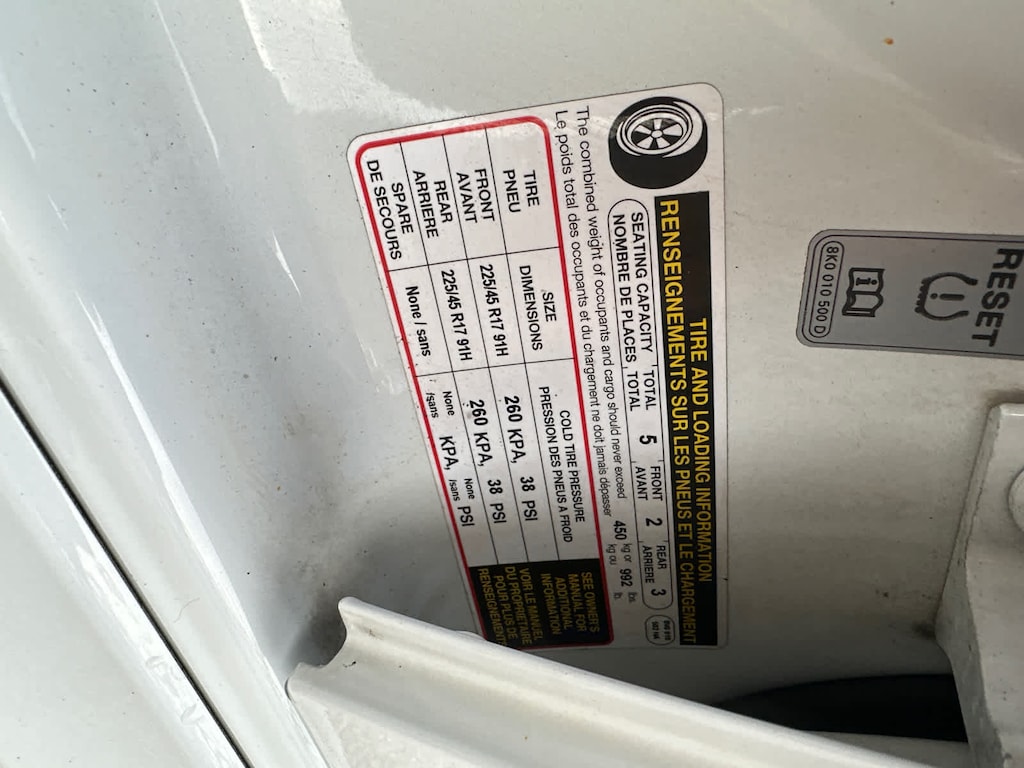 RESET
8K0 010 500 D
TIRE AND LOADING INFORMATION
RENSEIGNEMENTS SUR LES PNEUS ET LE CHARGEMENT
SEATING CAPACITY TOTAL 5 FRONT 2 REAR 3
NOMBRE DE PLACES, TOTAL AVANT ARRIERE
The combined weight of occupants and cargo should never exceed 450 kg or 992 lbs.
Le poids total des occupants et du chargement ne doit jamais dépasser kg ou lb.
TIRE SIZE COLD TIRE PRESSURE
PNEU DIMENSIONS PRESSION DES PNEUS A FROID
FRONT 225/45 R17 91H 260 KPA, 38 PSI
AVANT
REAR 225/45 R17 91H 260 KPA, 38 PSI
ARRIERE
SPARE None / sans None /sans KPA, None /sans PSI
DE SECOURS
SEE OWNER'S
MANUAL FOR
ADDITIONAL
INFORMATION
VOIR LE MANUEL
DU PROPRIETAIRE
POUR PLUS DE
RENSEIGNEMENTS